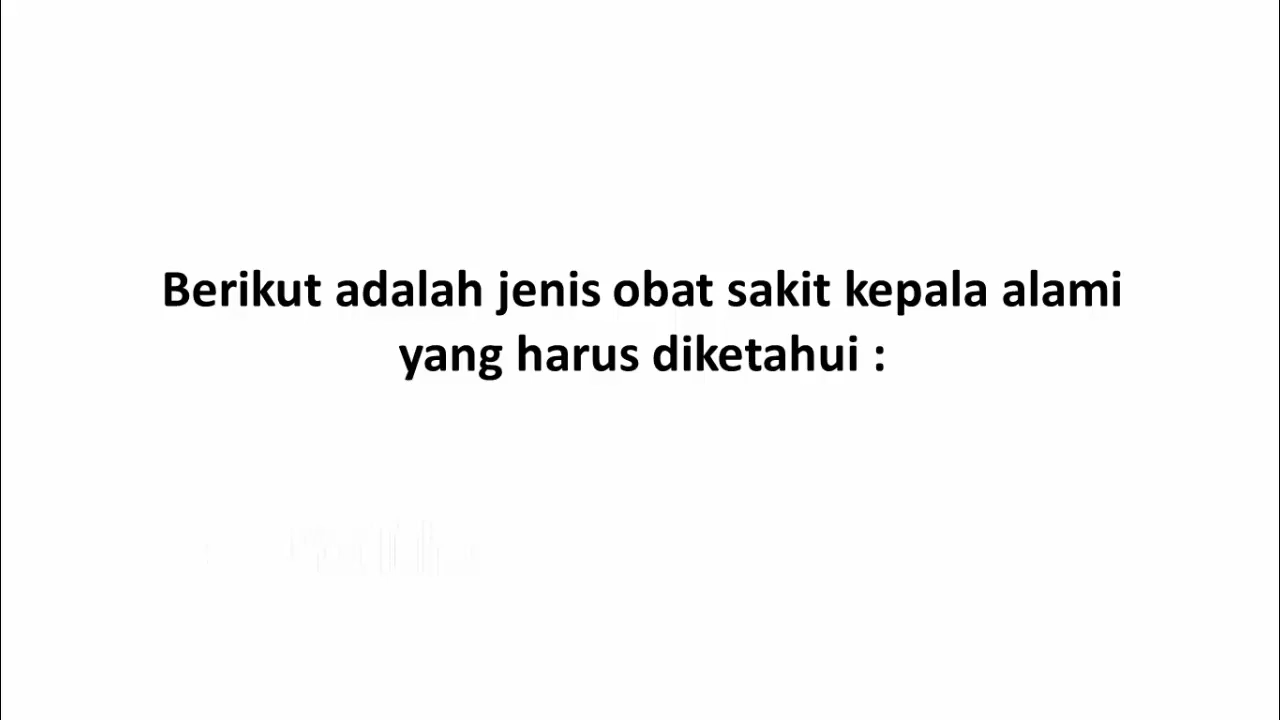 Berikut adalah jenis obat sakit kepala alami
yang harus diketahui :